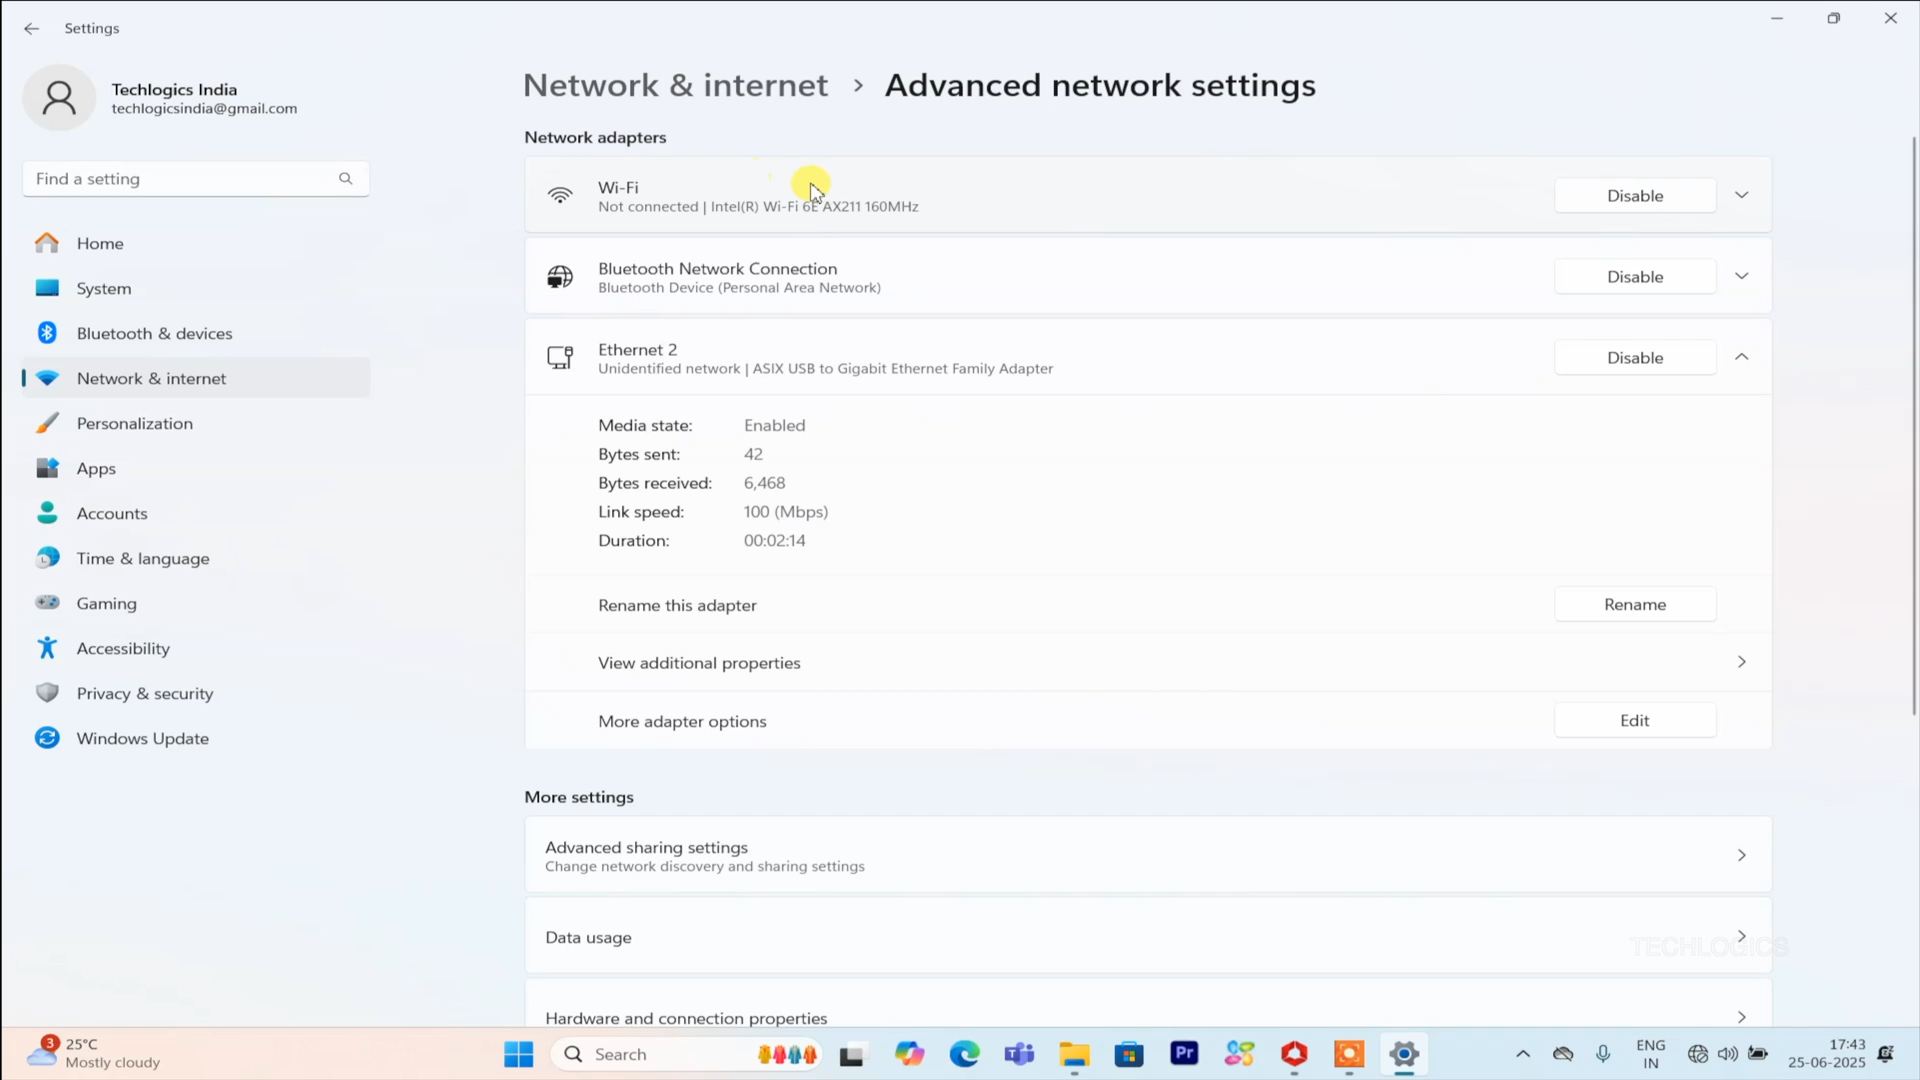 Settings
Techlogics India
techlogicsindia@gmail.com
Find a setting
Home
System
Bluetooth & devices
Network & internet
Personalization
Apps
Accounts
Time & language
Gaming
Accessibility
Privacy & security
Windows Update
Network & internet > Advanced network settings
Network adapters
Wi-Fi
Not connected | Intel(R) Wi-Fi 6E AX211 160MHz
Disable
Bluetooth Network Connection
Bluetooth Device (Personal Area Network)
Disable
Ethernet 2
Unidentified network | ASIX USB to Gigabit Ethernet Family Adapter
Disable
Media state: Enabled
Bytes sent: 42
Bytes received: 6,468
Link speed: 100 (Mbps)
Duration: 00:02:14
Rename this adapter
Rename
View additional properties
More adapter options
Edit
More settings
Advanced sharing settings
Change network discovery and sharing settings
Data usage
TECHLOGICS
Hardware and connection properties
3
25°C
Mostly cloudy
Search
Pr
ENG
IN
17:43
25-06-2025